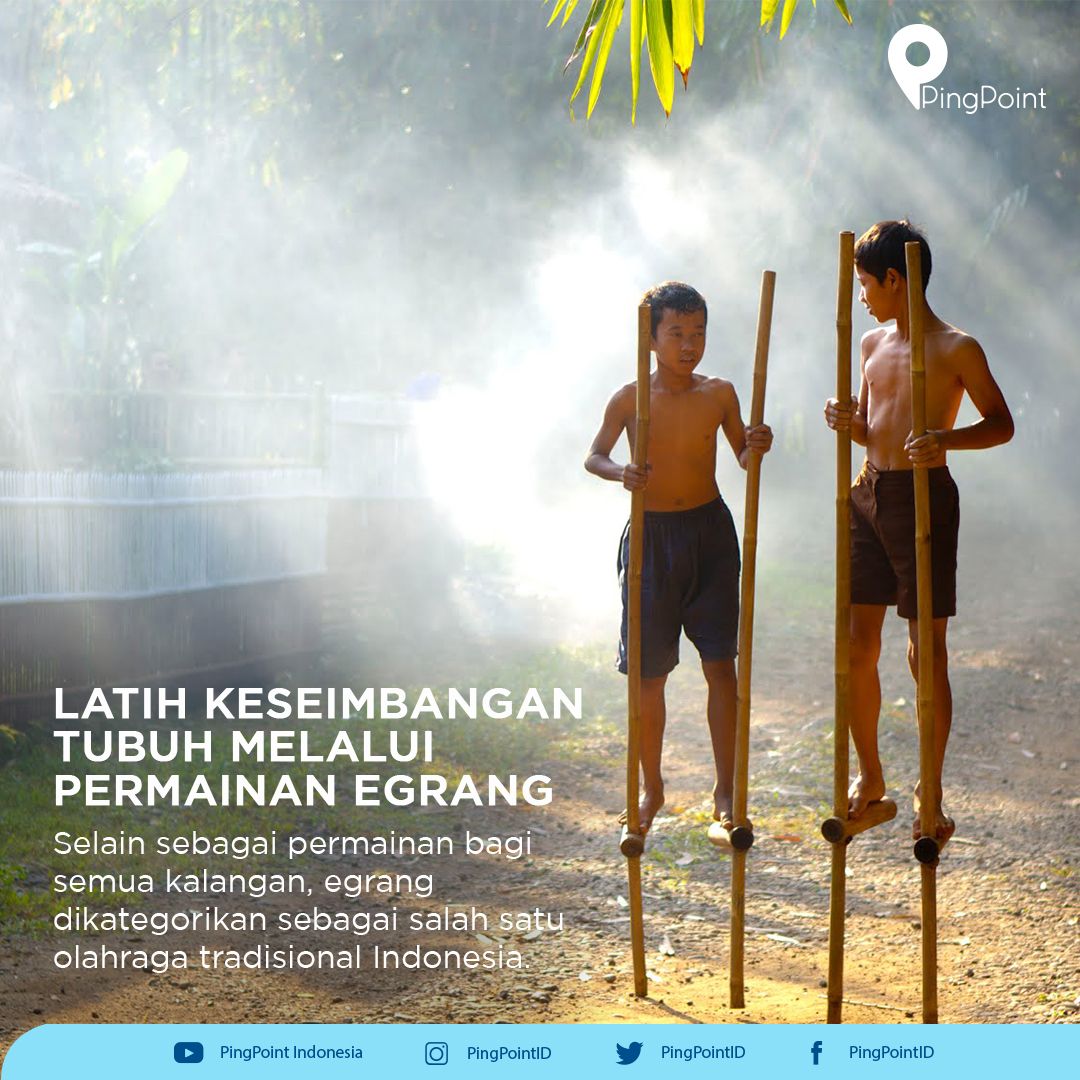 PingPoint
LATIH KESEIMBANGAN
TUBUH MELALUI
PERMAINAN EGRANG
Selain sebagai permainan bagi
semua kalangan, egrang
dikategorikan sebagai salah satu
olahraga tradisional Indonesia.
PingPoint Indonesia PingPointID PingPointID PingPointID